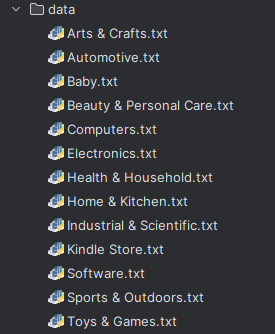 data
Arts & Crafts.txt
Automotive.txt
Baby.txt
Beauty & Personal Care.txt
Computers.txt
Electronics.txt
Health & Household.txt
Home & Kitchen.txt
Industrial & Scientific.txt
Kindle Store.txt
Software.txt
Sports & Outdoors.txt
Toys & Games.txt